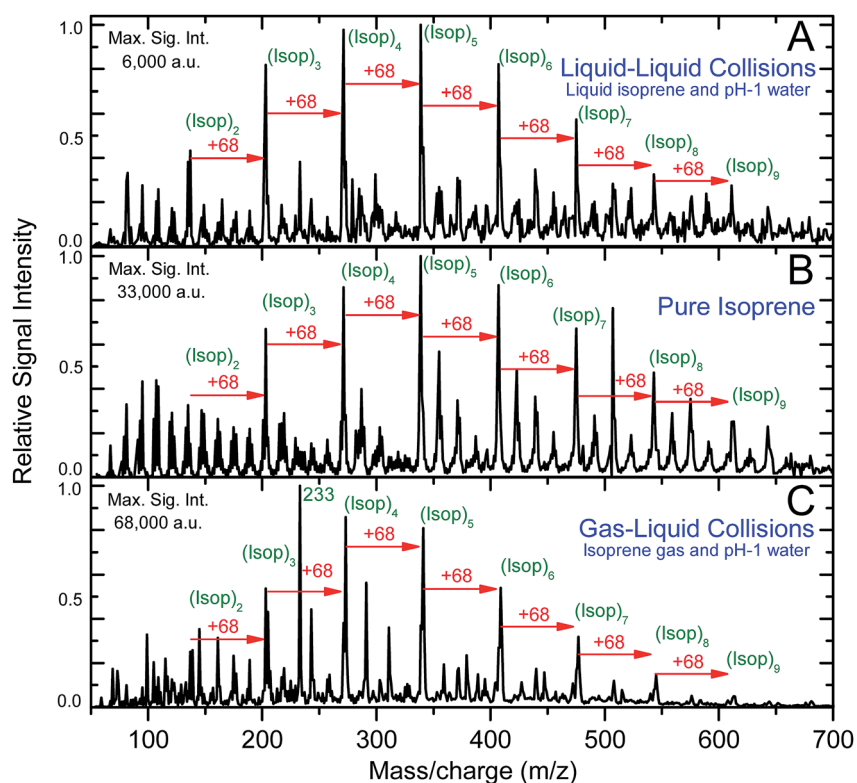 Relative Signal Intensity
1.0
0.5
0.0
Max. Sig. Int.
6,000 a.u.
A
Liquid-Liquid Collisions
Liquid isoprene and pH-1 water
(Isop)₂
(Isop)₃
(Isop)₄
(Isop)₅
(Isop)₆
(Isop)₇
(Isop)₈
(Isop)₉
+68
+68
+68
+68
+68
+68
+68
1.0
0.5
0.0
Max. Sig. Int.
33,000 a.u.
B
Pure Isoprene
(Isop)₂
(Isop)₃
(Isop)₄
(Isop)₅
(Isop)₆
(Isop)₇
(Isop)₈
(Isop)₉
+68
+68
+68
+68
+68
+68
+68
1.0
0.5
0.0
Max. Sig. Int.
68,000 a.u.
C
Gas-Liquid Collisions
Isoprene gas and pH-1 water
233
(Isop)₂
(Isop)₃
(Isop)₄
(Isop)₅
(Isop)₆
(Isop)₇
(Isop)₈
(Isop)₉
+68
+68
+68
+68
+68
+68
+68
100 200 300 400 500 600 700
Mass/charge (m/z)